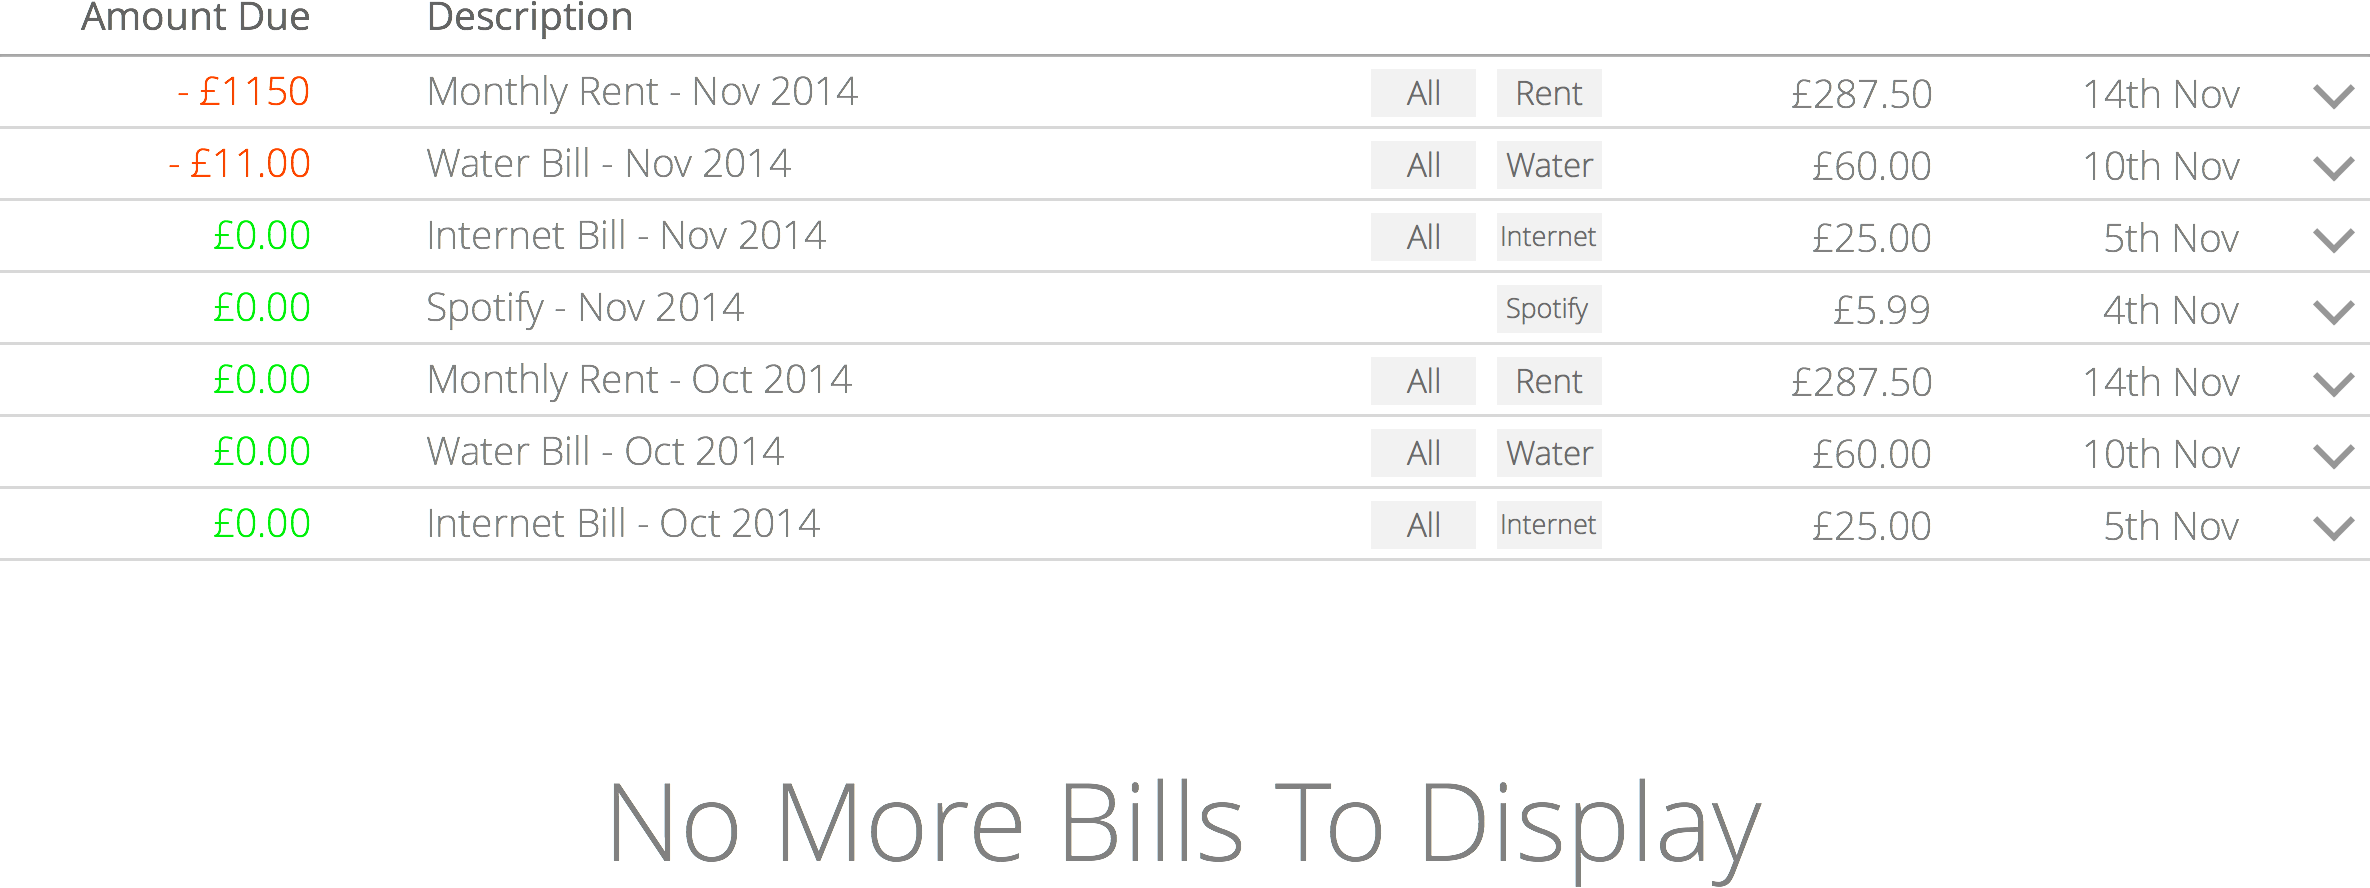 Amount Due Description
- £1150 Monthly Rent - Nov 2014 All Rent £287.50 14th Nov
- £11.00 Water Bill - Nov 2014 All Water £60.00 10th Nov
£0.00 Internet Bill - Nov 2014 All Internet £25.00 5th Nov
£0.00 Spotify - Nov 2014 Spotify £5.99 4th Nov
£0.00 Monthly Rent - Oct 2014 All Rent £287.50 14th Nov
£0.00 Water Bill - Oct 2014 All Water £60.00 10th Nov
£0.00 Internet Bill - Oct 2014 All Internet £25.00 5th Nov
No More Bills To Display